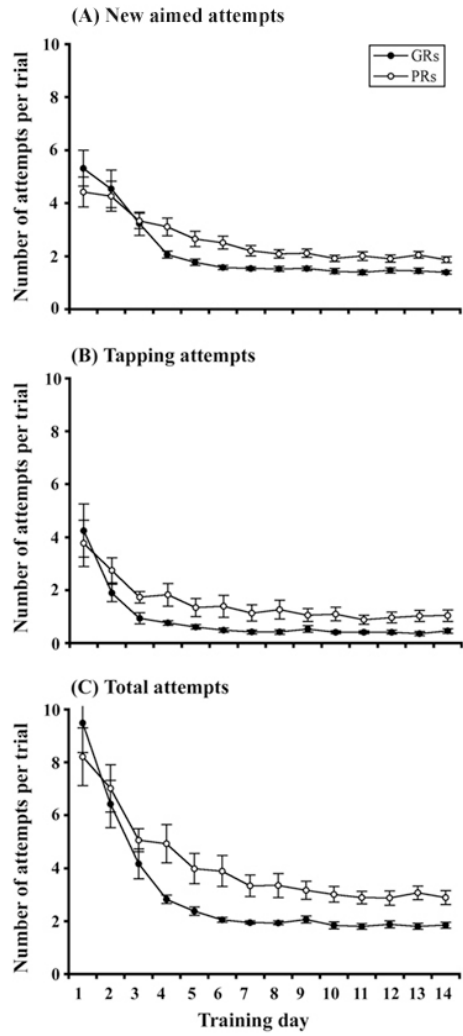 (A) New aimed attempts
Number of attempts per trial
10
8
6
4
2
0
GRs
PRs
(B) Tapping attempts
Number of attempts per trial
10
8
6
4
2
0
(C) Total attempts
Number of attempts per trial
10
8
6
4
2
0
1 2 3 4 5 6 7 8 9 10 11 12 13 14
Training day